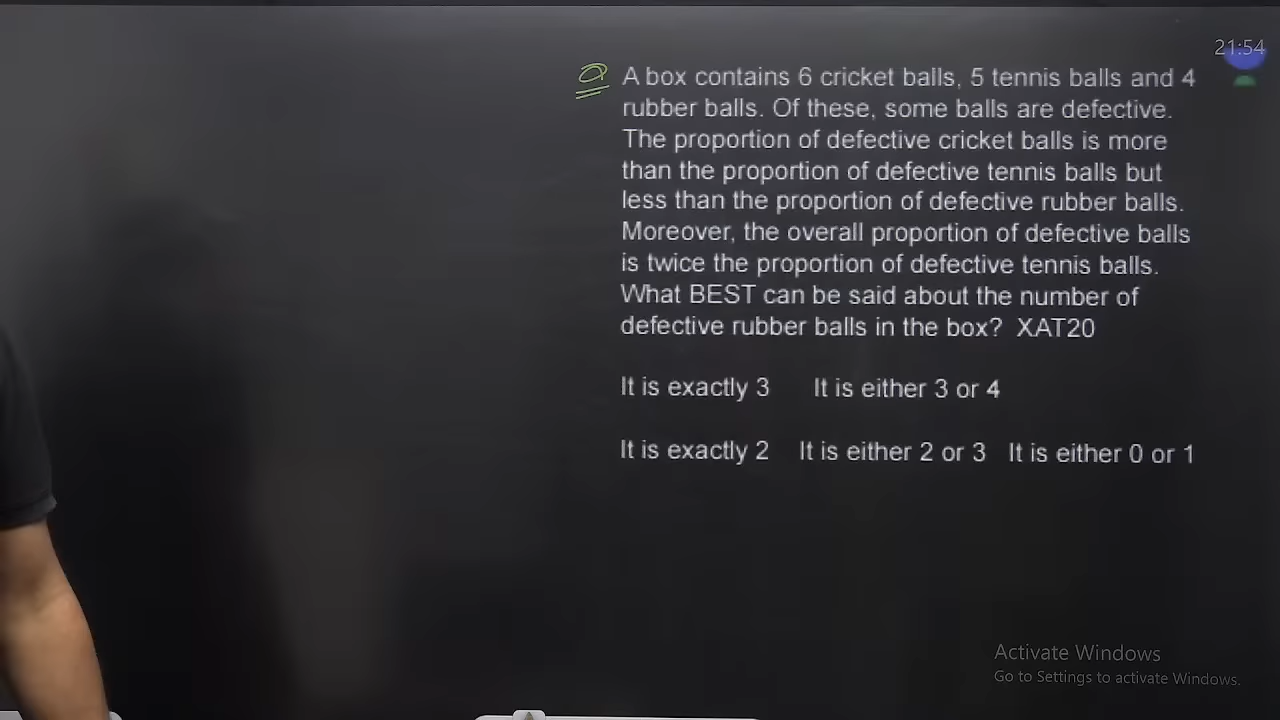 21:54
Q A box contains 6 cricket balls, 5 tennis balls and 4
rubber balls. Of these, some balls are defective.
The proportion of defective cricket balls is more
than the proportion of defective tennis balls but
less than the proportion of defective rubber balls.
Moreover, the overall proportion of defective balls
is twice the proportion of defective tennis balls.
What BEST can be said about the number of
defective rubber balls in the box? XAT20
It is exactly 3 It is either 3 or 4
It is exactly 2 It is either 2 or 3 It is either 0 or 1
Activate Windows
Go to Settings to activate Windows.